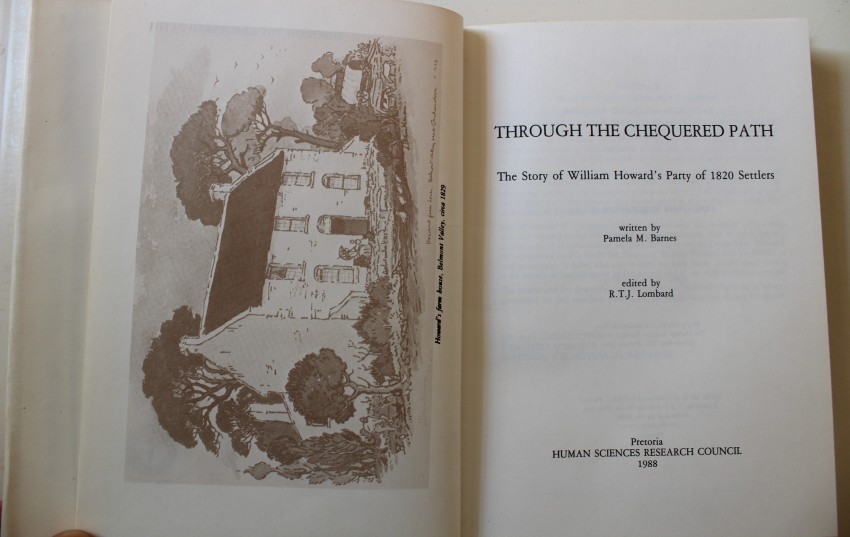 Howard's farm house, Belmont Valley, circa 1829
THROUGH THE CHEQUERED PATH
The Story of William Howard's Party of 1820 Settlers
written by
Pamela M. Barnes
edited by
R.T.J. Lombard
Pretoria
HUMAN SCIENCES RESEARCH COUNCIL
1988